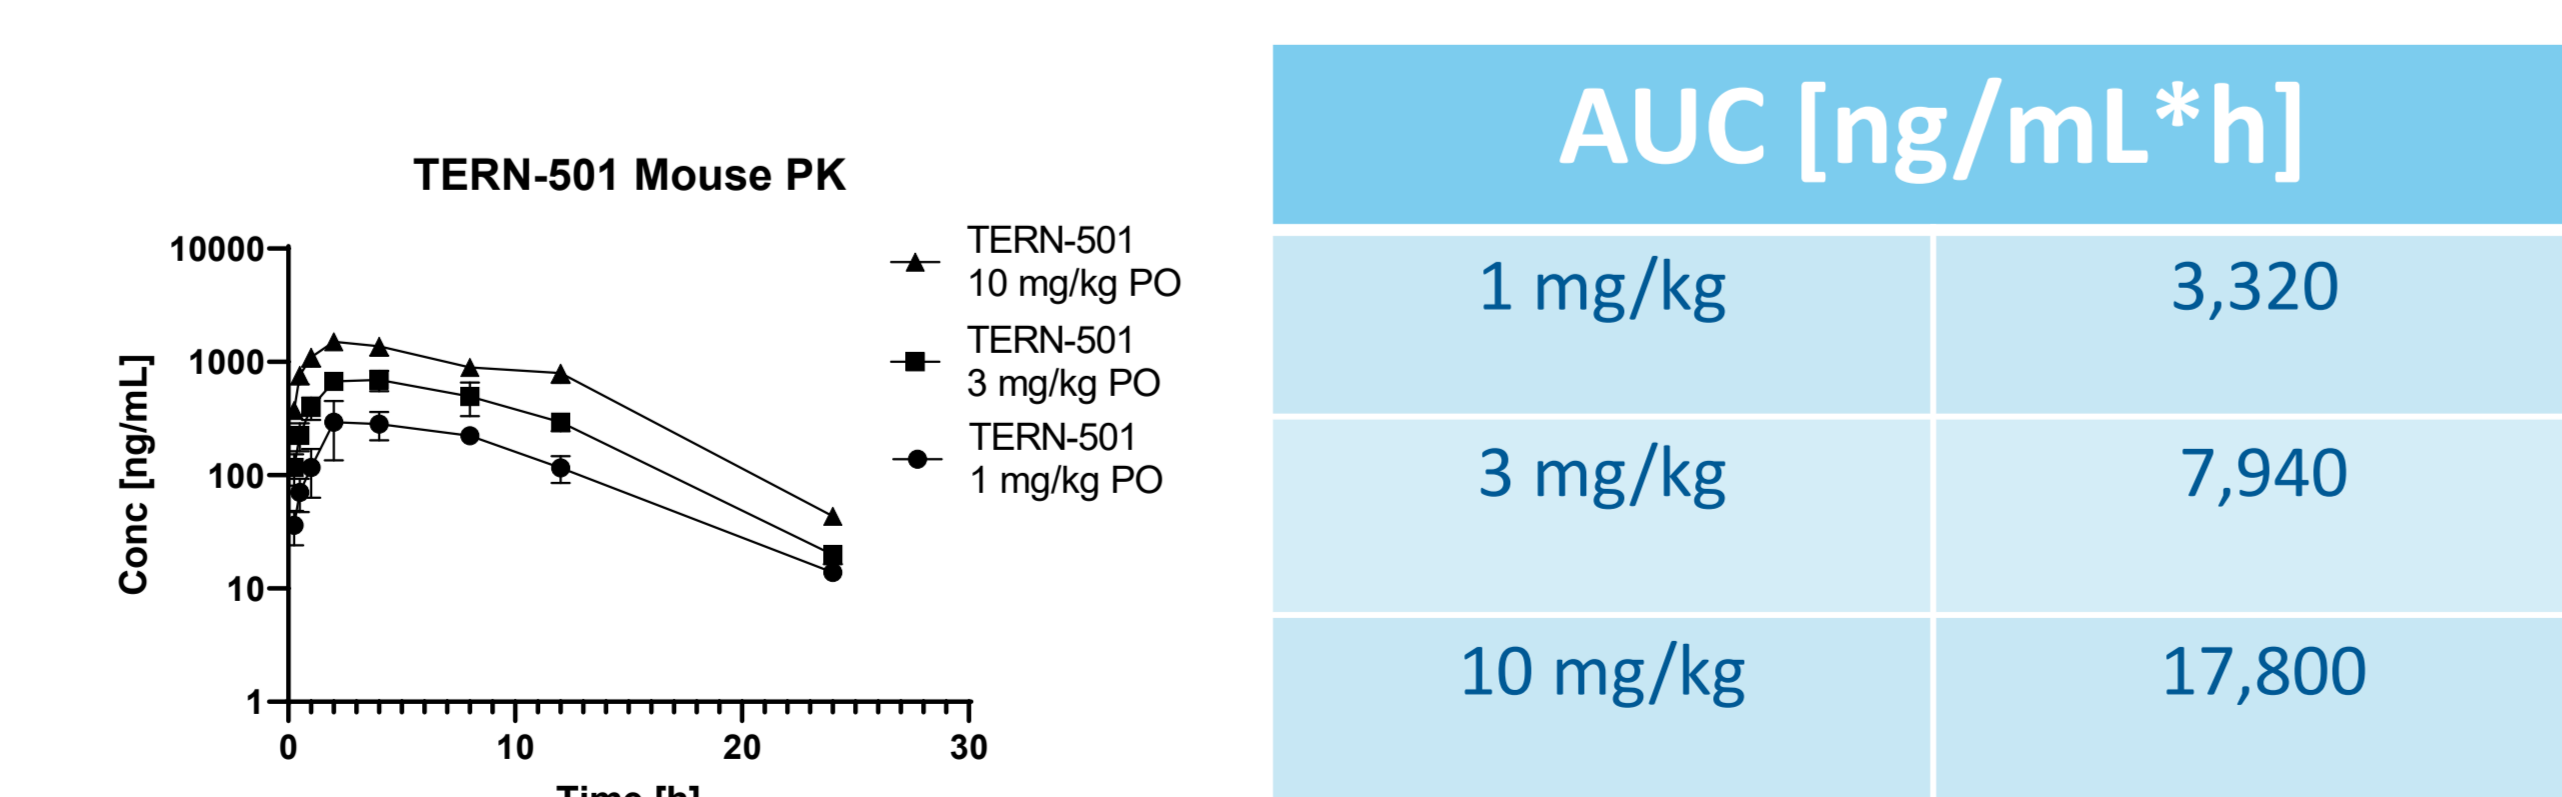 TERN-501 Mouse PK
10000
1000
100
10
1
Conc [ng/mL]
0
10
20
30
Time [h]
TERN-501
10 mg/kg PO
TERN-501
3 mg/kg PO
TERN-501
1 mg/kg PO
AUC [ng/mL*h]
1 mg/kg 3,320
3 mg/kg 7,940
10 mg/kg 17,800